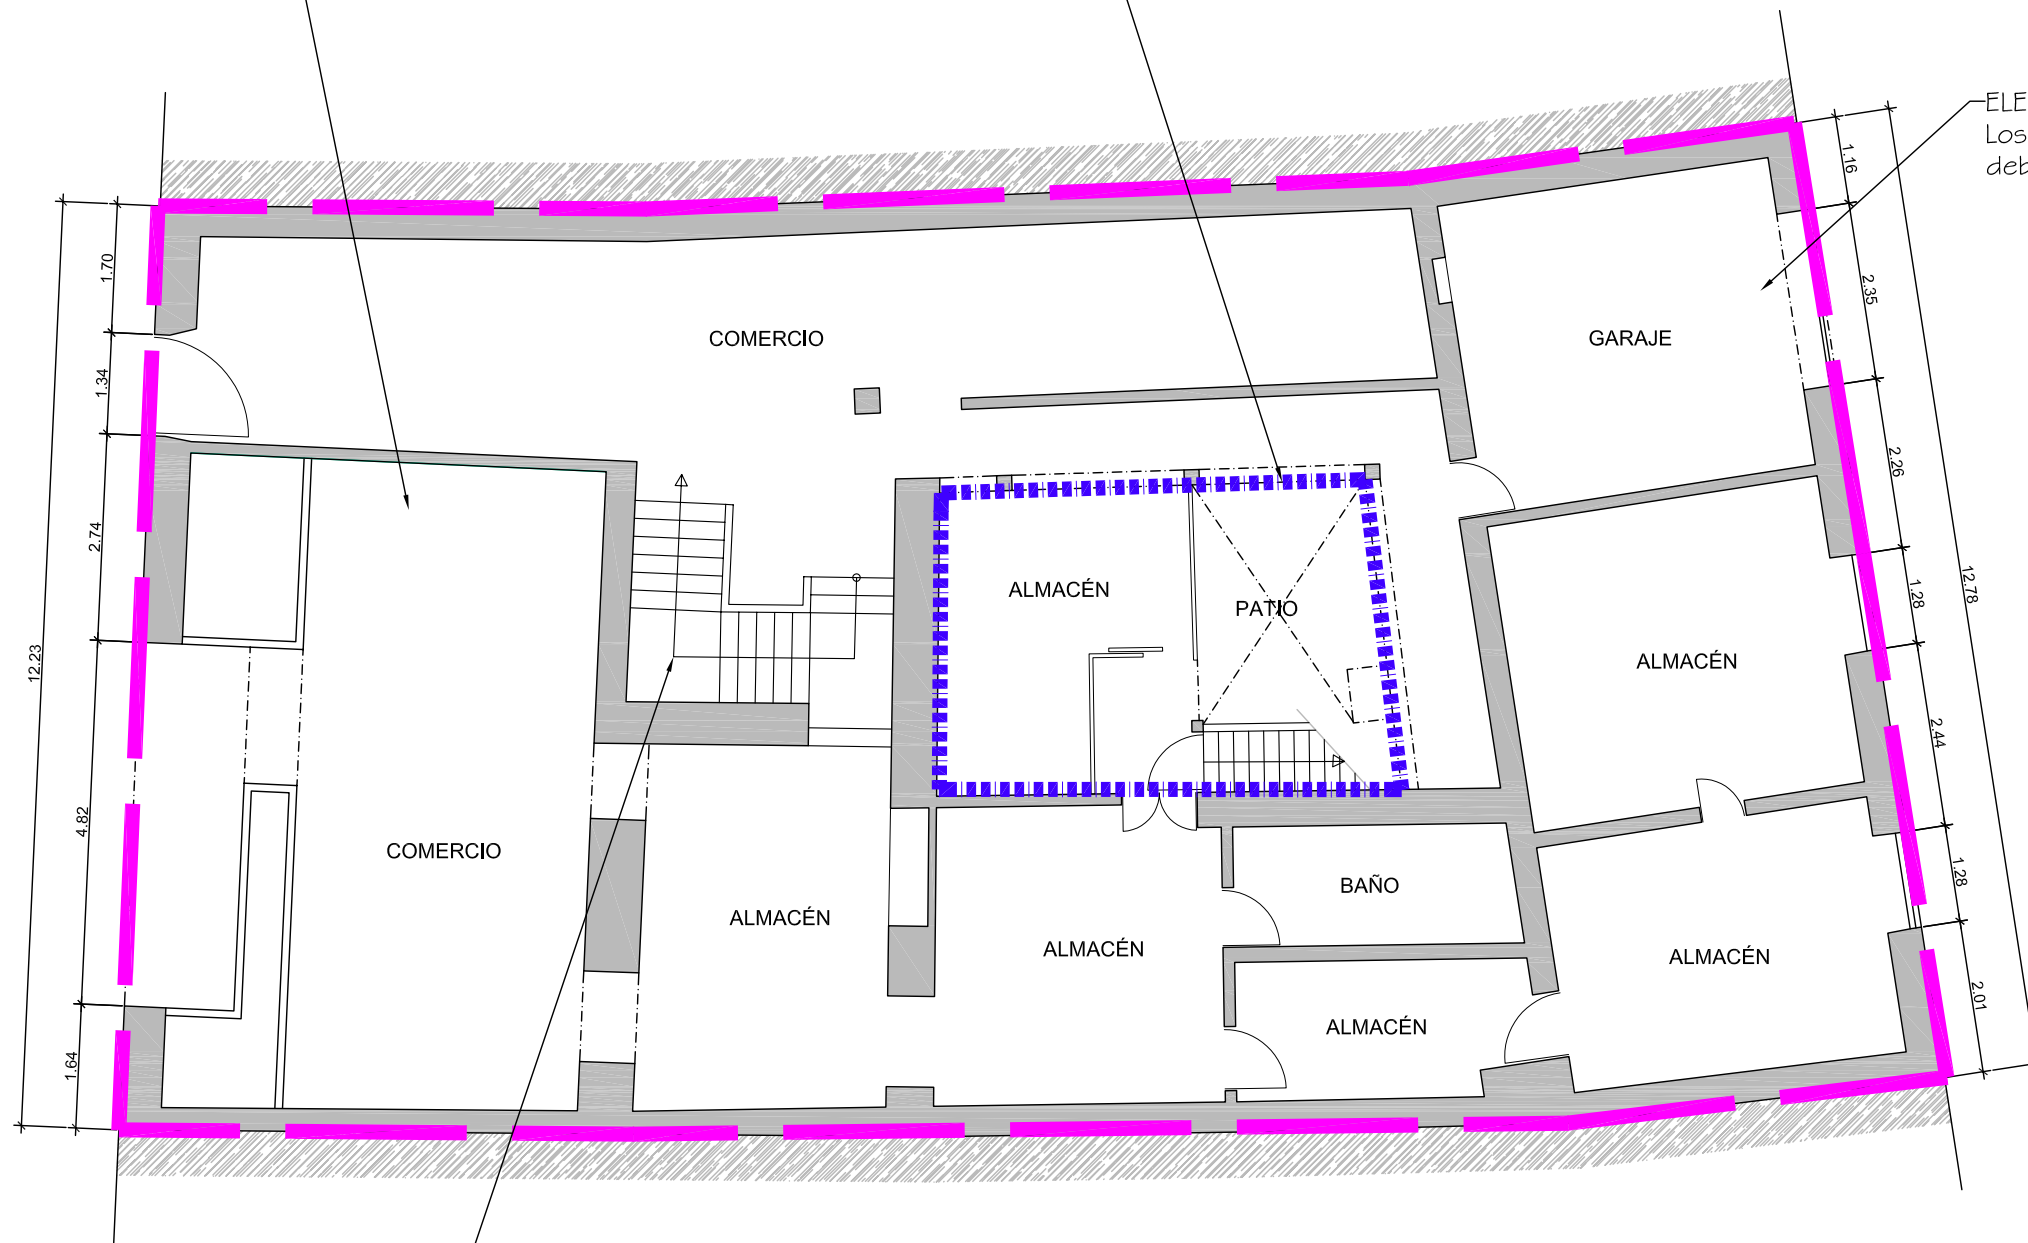 ELE
Los
deb
1.16
2.35
2.26
1.28
12.78
2.44
1.28
2.01
1.70
1.34
2.74
12.23
4.82
1.64
COMERCIO
GARAJE
ALMACÉN
PATIO
ALMACÉN
COMERCIO
BAÑO
ALMACÉN
ALMACÉN
ALMACÉN
ALMACÉN